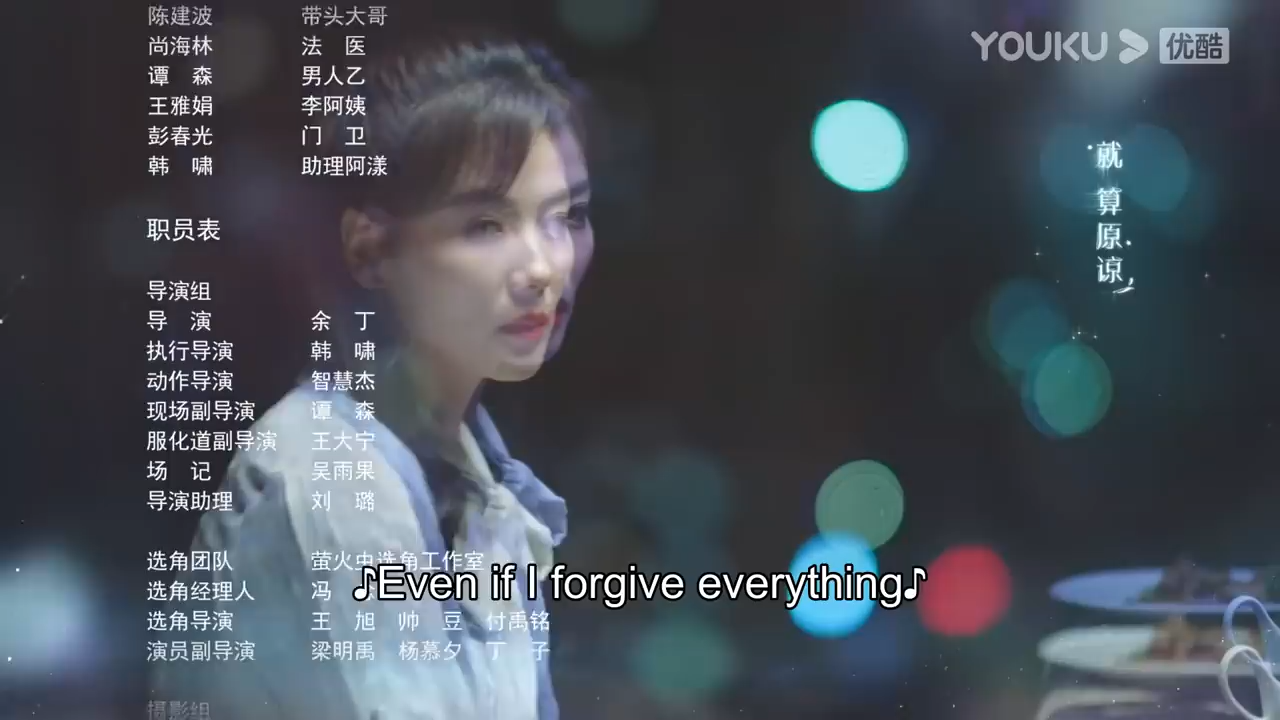 陈建波 带头大哥
尚海林 法 医
谭 森 男人乙
王雅娟 李阿姨
彭春光 门 卫
韩 啸 助理阿漾
职员表
导演组
导 演 余 丁
执行导演 韩 啸
动作导演 智慧杰
现场副导演 谭 森
服化道副导演 王大宁
场 记 吴雨果
导演助理 刘 璐
选角团队 萤火虫选角工作室
选角经理人 冯
选角导演 王 旭 帅 豆 付禹铭
演员副导演 梁明禹 杨慕夕 丁 子
摄影组
YOUKU 优酷
就算原谅
♪Even if I forgive everything♪